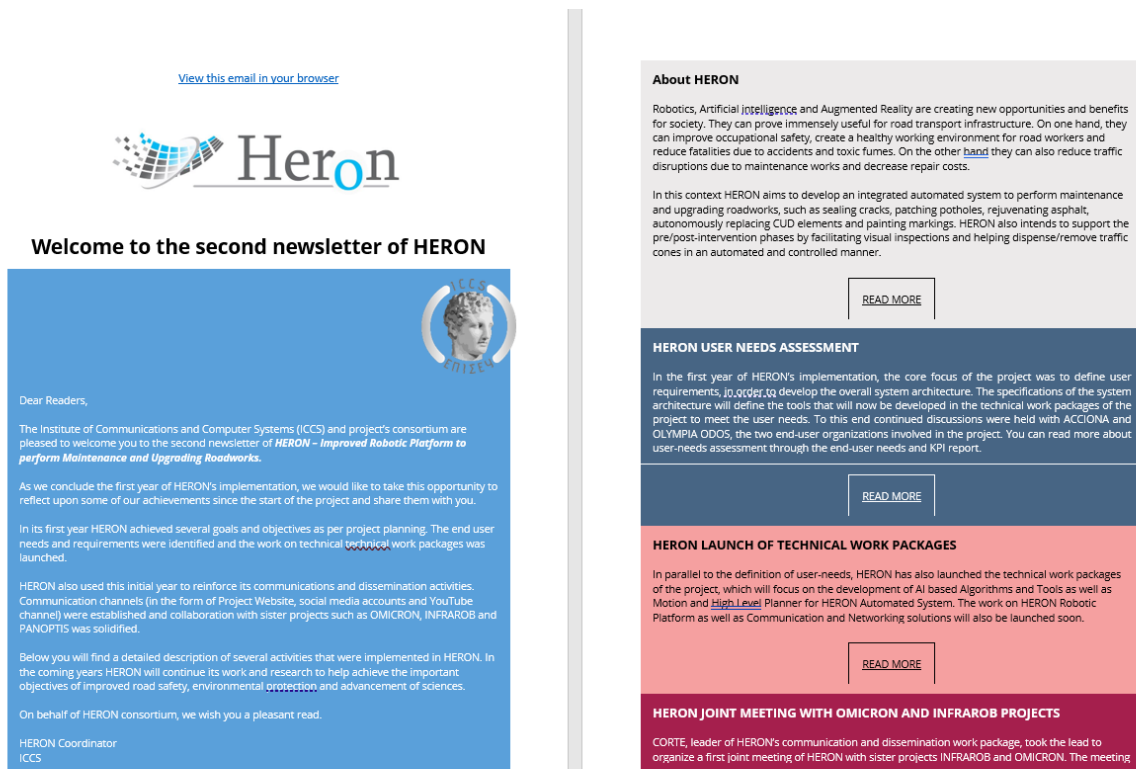 View this email in your browser
Heron
Welcome to the second newsletter of HERON
ICCS
ΕΠΙΣΕΥ
Dear Readers,
The Institute of Communications and Computer Systems (ICCS) and project's consortium are
pleased to welcome you to the second newsletter of HERON – Improved Robotic Platform to
perform Maintenance and Upgrading Roadworks.
As we conclude the first year of HERON's implementation, we would like to take this opportunity to
reflect upon some of our achievements since the start of the project and share them with you.
In its first year HERON achieved several goals and objectives as per project planning. The end user
needs and requirements were identified and the work on technical technical work packages was
launched.
HERON also used this initial year to reinforce its communications and dissemination activities.
Communication channels (in the form of Project Website, social media accounts and YouTube
channel) were established and collaboration with sister projects such as OMICRON, INFRAROB and
PANOPTIS was solidified.
Below you will find a detailed description of several activities that were implemented in HERON. In
the coming years HERON will continue its work and research to help achieve the important
objectives of improved road safety, environmental protection and advancement of sciences.
On behalf of HERON consortium, we wish you a pleasant read.
HERON Coordinator
ICCS
About HERON
Robotics, Artificial intelligence and Augmented Reality are creating new opportunities and benefits
for society. They can prove immensely useful for road transport infrastructure. On one hand, they
can improve occupational safety, create a healthy working environment for road workers and
reduce fatalities due to accidents and toxic fumes. On the other hand they can also reduce traffic
disruptions due to maintenance works and decrease repair costs.
In this context HERON aims to develop an integrated automated system to perform maintenance
and upgrading roadworks, such as sealing cracks, patching potholes, rejuvenating asphalt,
autonomously replacing CUD elements and painting markings. HERON also intends to support the
pre/post-intervention phases by facilitating visual inspections and helping dispense/remove traffic
cones in an automated and controlled manner.
READ MORE
HERON USER NEEDS ASSESSMENT
In the first year of HERON's implementation, the core focus of the project was to define user
requirements, in order to develop the overall system architecture. The specifications of the system
architecture will define the tools that will now be developed in the technical work packages of the
project to meet the user needs. To this end continued discussions were held with ACCIONA and
OLYMPIA ODOS, the two end-user organizations involved in the project. You can read more about
user-needs assessment through the end-user needs and KPI report.
READ MORE
HERON LAUNCH OF TECHNICAL WORK PACKAGES
In parallel to the definition of user-needs, HERON has also launched the technical work packages
of the project, which will focus on the development of AI based Algorithms and Tools as well as
Motion and High Level Planner for HERON Automated System. The work on HERON Robotic
Platform as well as Communication and Networking solutions will also be launched soon.
READ MORE
HERON JOINT MEETING WITH OMICRON AND INFRAROB PROJECTS
CORTE, leader of HERON's communication and dissemination work package, took the lead to
organize a first joint meeting of HERON with sister projects INFRAROB and OMICRON. The meeting